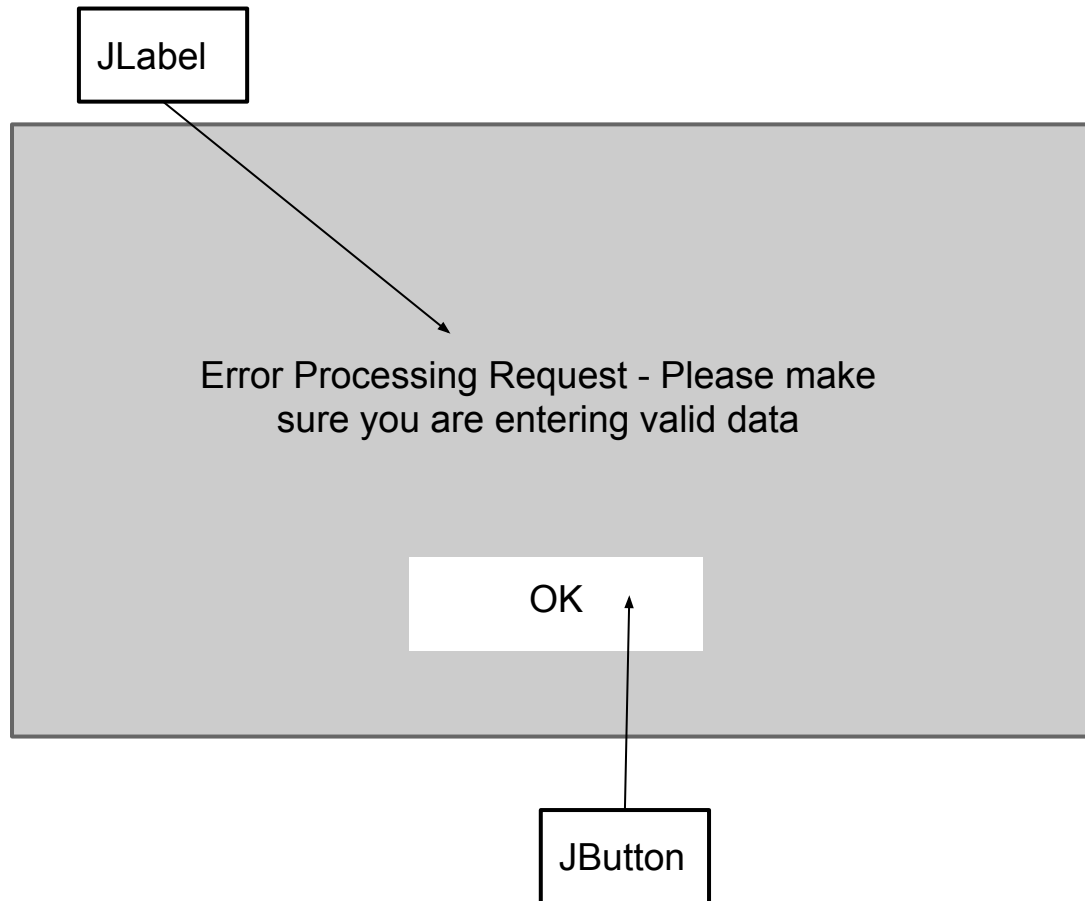 JLabel
Error Processing Request - Please make
sure you are entering valid data
OK
JButton